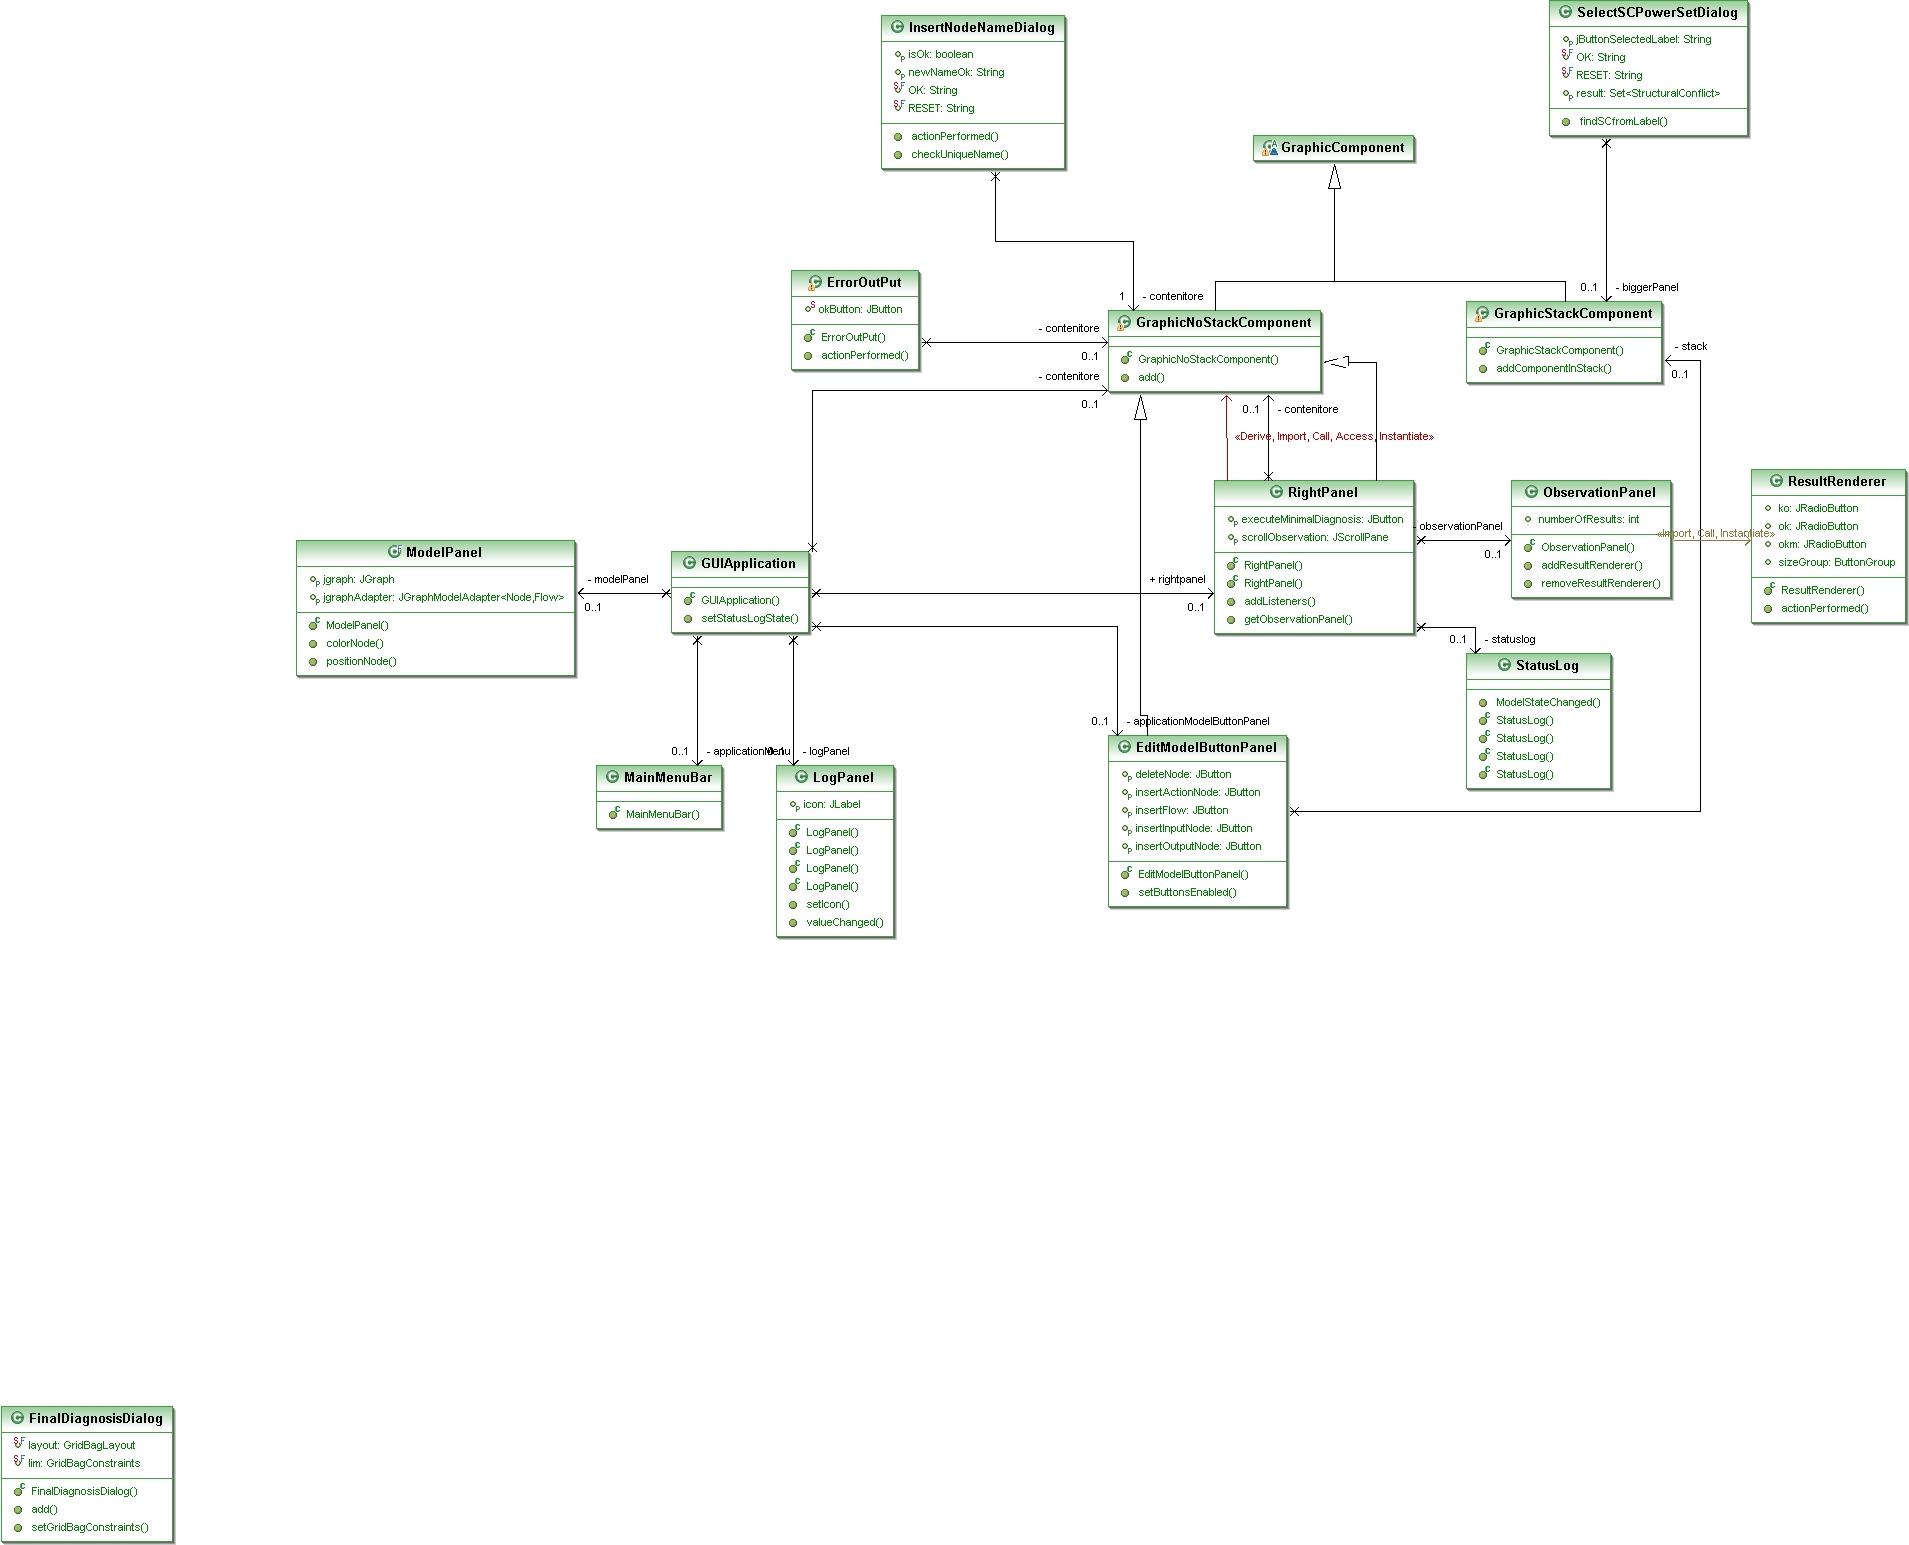 InsertNodeNameDialog
isOk: boolean
newNameOk: String
OK: String
RESET: String
actionPerformed()
checkUniqueName()
SelectSCPowerSetDialog
jButtonSelectedLabel: String
OK: String
RESET: String
result: Set<StructuralConflict>
findSCfromLabel()
GraphicComponent
1 - contenitore
0..1 - biggerPanel
ErrorOutPut
okButton: JButton
ErrorOutPut()
actionPerformed()
- contenitore
0..1
- contenitore
0..1
GraphicNoStackComponent
GraphicNoStackComponent()
add()
GraphicStackComponent
GraphicStackComponent()
addComponentInStack()
- stack
0..1
0..1 - contenitore
«Derive, Import, Call, Access, Instantiate»
RightPanel
executeMinimalDiagnosis: JButton
scrollObservation: JScrollPane
RightPanel()
RightPanel()
addListeners()
getObservationPanel()
- observationPanel
0..1
ObservationPanel
numberOfResults: int
ObservationPanel()
addResultRenderer()
removeResultRenderer()
«Import, Call, Instantiate»
ResultRenderer
ko: JRadioButton
ok: JRadioButton
okm: JRadioButton
sizeGroup: ButtonGroup
ResultRenderer()
actionPerformed()
ModelPanel
jgraph: JGraph
jgraphAdapter: JGraphModelAdapter<Node,Flow>
ModelPanel()
colorNode()
positionNode()
- modelPanel
0..1
GUIApplication
GUIApplication()
setStatusLogState()
+ rightpanel
0..1
0..1 - statuslog
StatusLog
ModelStateChanged()
StatusLog()
StatusLog()
StatusLog()
StatusLog()
0..1 - applicationMenu
0..1 - logPanel
0..1 - applicationModelButtonPanel
MainMenuBar
MainMenuBar()
LogPanel
icon: JLabel
LogPanel()
LogPanel()
LogPanel()
LogPanel()
setIcon()
valueChanged()
EditModelButtonPanel
deleteNode: JButton
insertActionNode: JButton
insertFlow: JButton
insertInputNode: JButton
insertOutputNode: JButton
EditModelButtonPanel()
setButtonsEnabled()
FinalDiagnosisDialog
layout: GridBagLayout
lim: GridBagConstraints
FinalDiagnosisDialog()
add()
setGridBagConstraints()